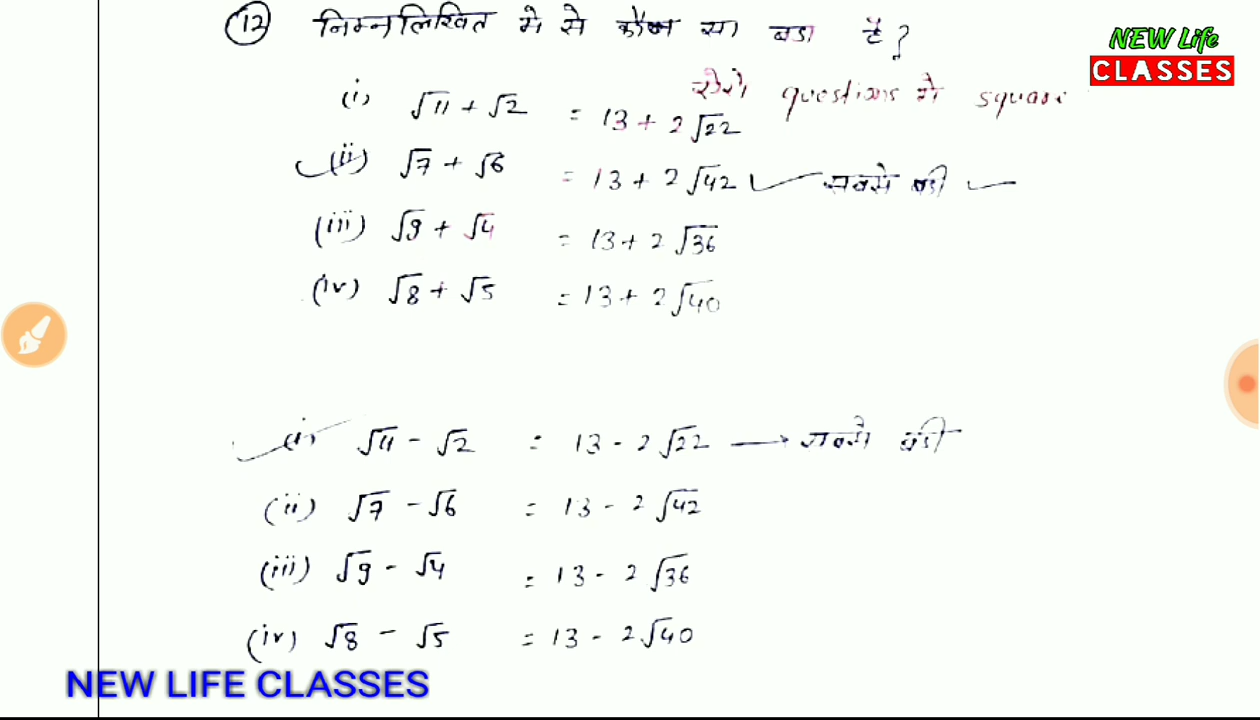 (12) निम्नलिखित मे से कौन सा बडा है?
NEW Life
CLASSES
ऐसे questions मे square
(i) √11 + √2 = 13 + 2√22
(ii) √7 + √6 = 13 + 2√42 ✓ सबसे बडी ✓
(iii) √9 + √4 = 13 + 2√36
(iv) √8 + √5 = 13 + 2√40
(i) √11 - √2 = 13 - 2√22 → सबसे बडी
(ii) √7 - √6 = 13 - 2√42
(iii) √9 - √4 = 13 - 2√36
(iv) √8 - √5 = 13 - 2√40
NEW LIFE CLASSES